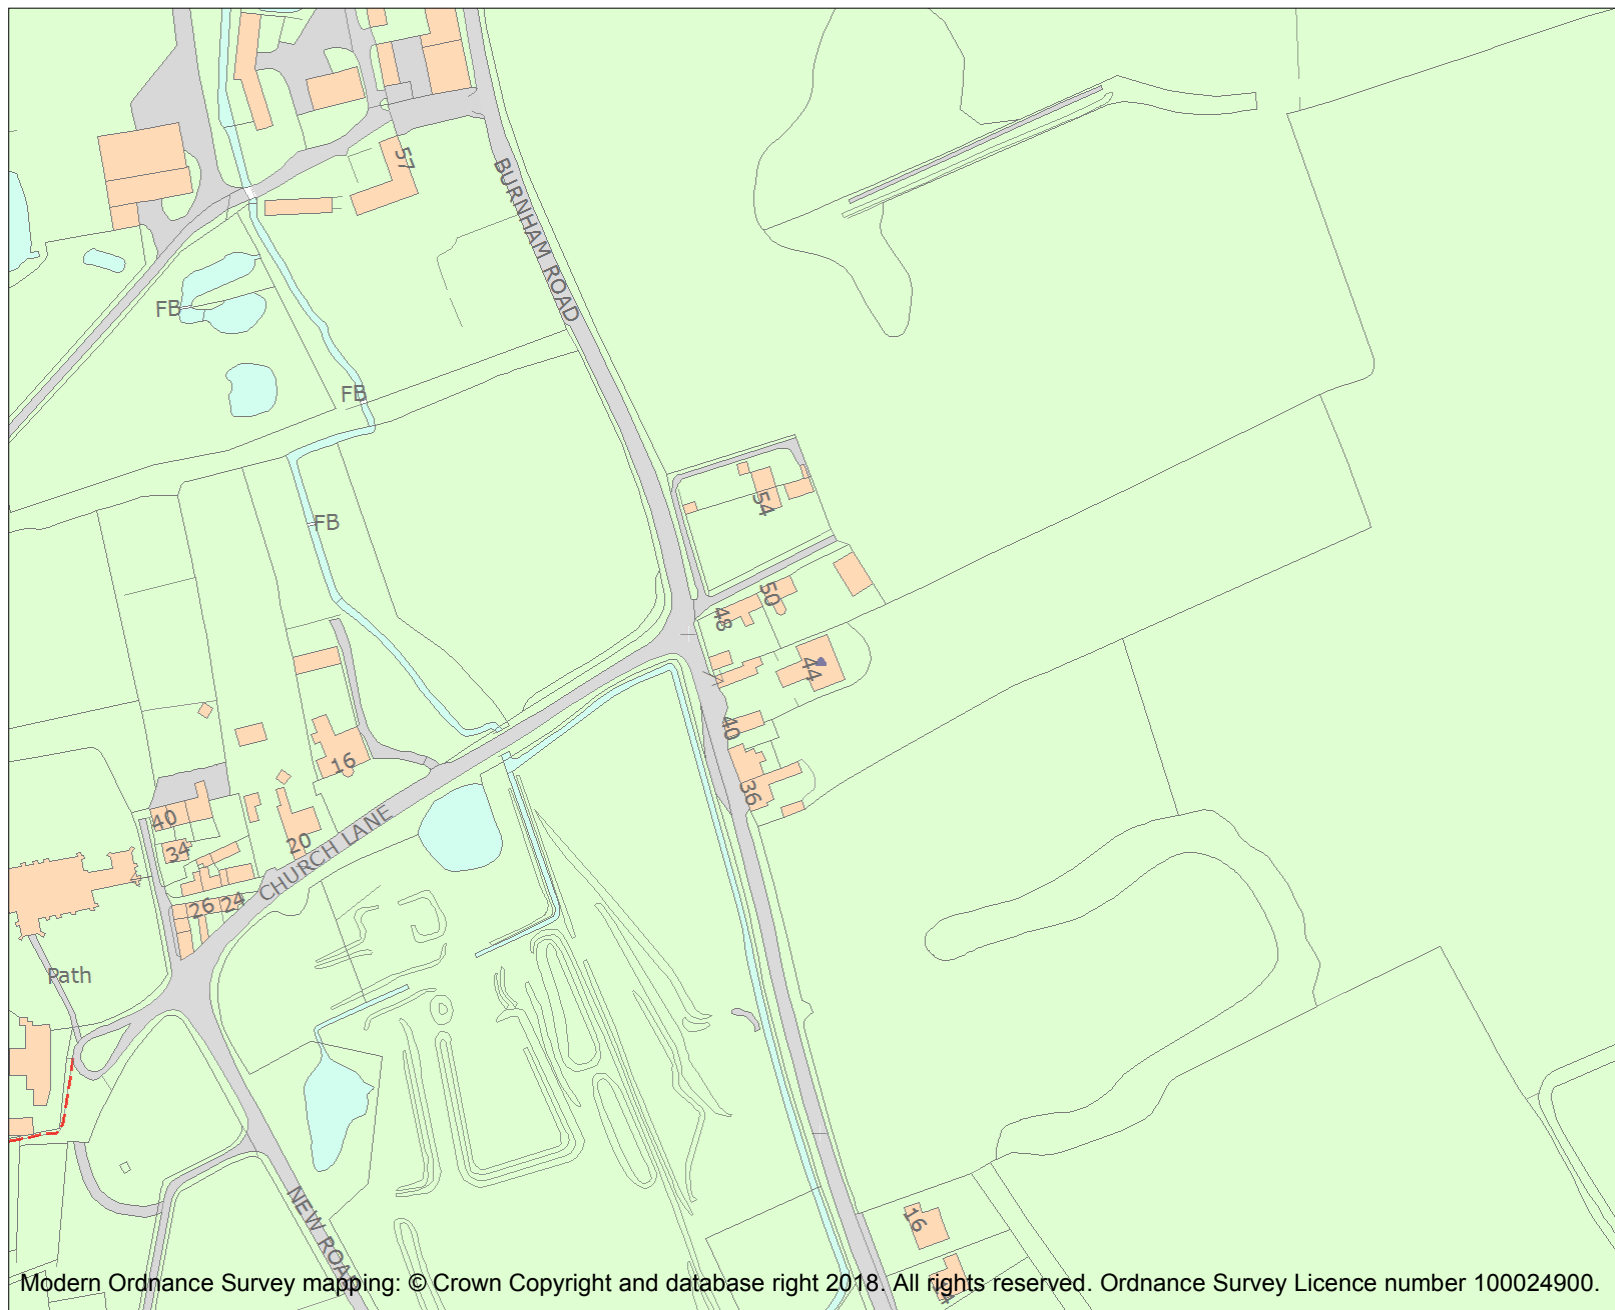 57
BURNHAM ROAD
FB
FB
FB
54
50
48
44
40
36
16
20
CHURCH LANE
40
34
26
24
Path
NEW ROA
16
Modern Ordnance Survey mapping: © Crown Copyright and database right 2018. All rights reserved. Ordnance Survey Licence number 100024900.